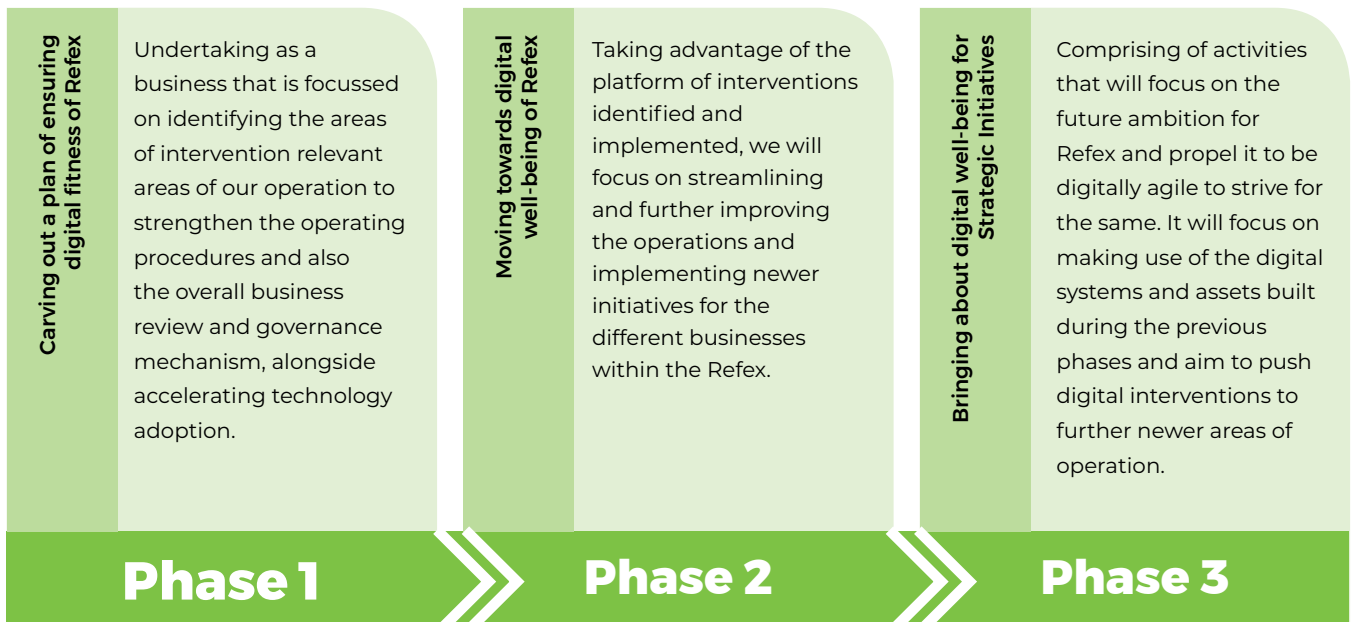 Carving out a plan of ensuring
digital fitness of Refex
Undertaking as a
business that is focussed
on identifying the areas
of intervention relevant
areas of our operation to
strengthen the operating
procedures and also
the overall business
review and governance
mechanism, alongside
accelerating technology
adoption.
Phase 1
Moving towards digital
well-being of Refex
Taking advantage of the
platform of interventions
identified and
implemented, we will
focus on streamlining
and further improving
the operations and
implementing newer
initiatives for the
different businesses
within the Refex.
Phase 2
Bringing about digital well-being for
Strategic Initiatives
Comprising of activities
that will focus on the
future ambition for
Refex and propel it to be
digitally agile to strive for
the same. It will focus on
making use of the digital
systems and assets built
during the previous
phases and aim to push
digital interventions to
further newer areas of
operation.
Phase 3